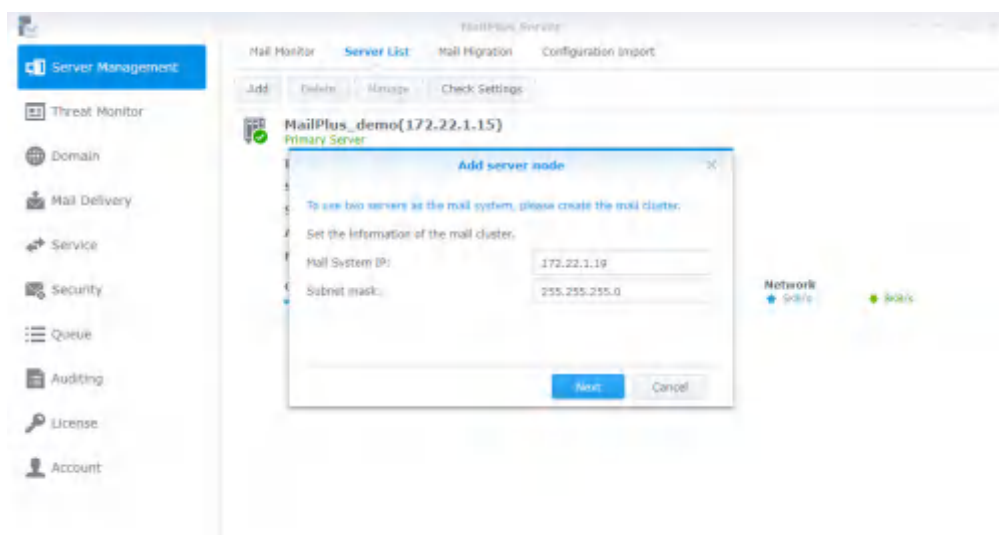 MailPlus Server
Mail Monitor Server List Mail Migration Configuration Import
Server Management
Add Delete Manage Check Settings
Threat Monitor
MailPlus_demo(172.22.1.15)
Primary Server
Domain
Add server node
Mail Delivery
To use two servers as the mail system, please create the mail cluster.
Set the information of the mail cluster.
Service
Mail System IP: 172.22.1.19
Security
Subnet mask: 255.255.255.0
Network
Queue
Auditing
Next Cancel
License
Account